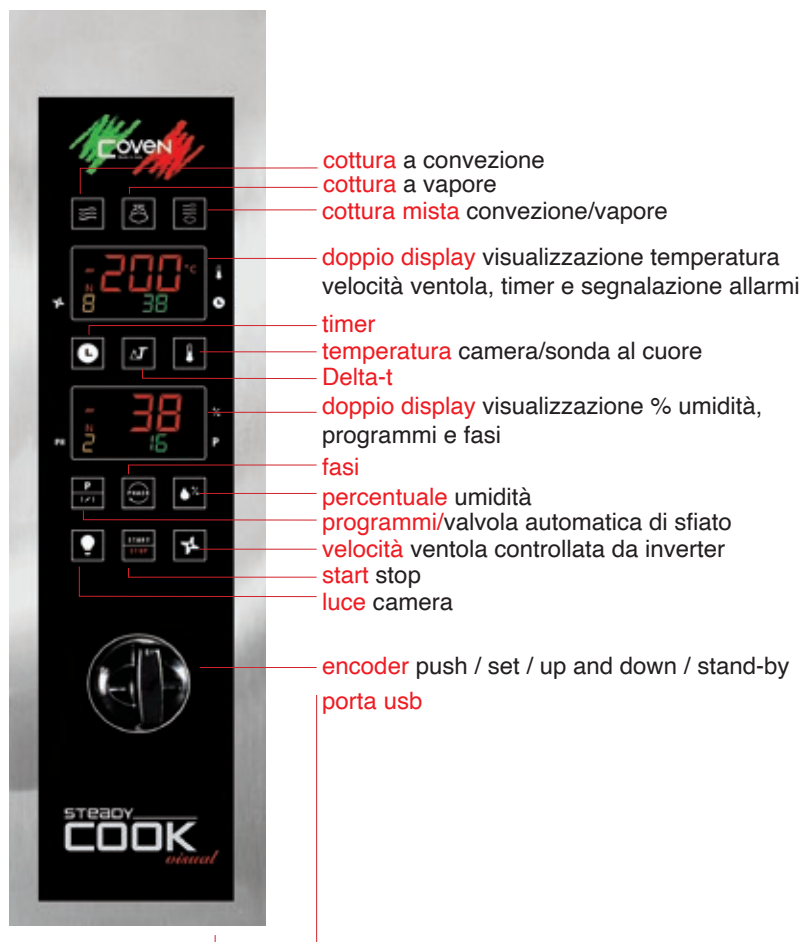 COVEN
cottura a convezione
cottura a vapore
cottura mista convezione/vapore
200 °C
N
8 38
doppio display visualizzazione temperatura
velocità ventola, timer e segnalazione allarmi
timer
ΔT
temperatura camera/sonda al cuore
Delta-t
38 %
N
2 16 P
doppio display visualizzazione % umidità,
programmi e fasi
fasi
P
PHASE
%
percentuale umidità
programmi/valvola automatica di sfiato
START
STOP
velocità ventola controllata da inverter
start stop
luce camera
encoder push / set / up and down / stand-by
porta usb
STEADY
COOK
visual